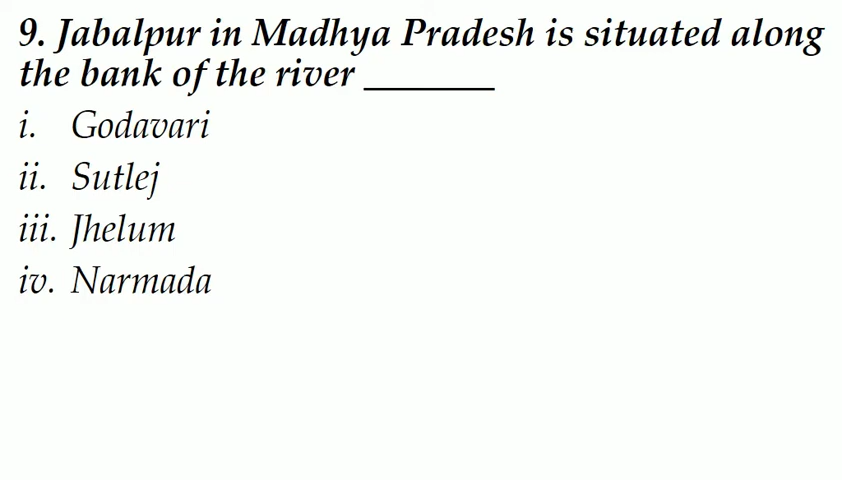 9. Jabalpur in Madhya Pradesh is situated along
the bank of the river _______
i. Godavari
ii. Sutlej
iii. Jhelum
iv. Narmada